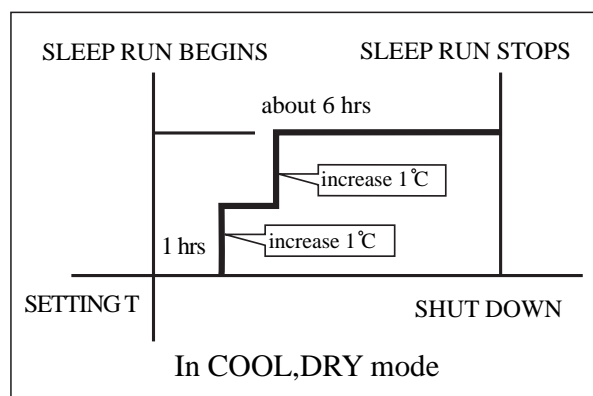 SLEEP RUN BEGINS SLEEP RUN STOPS
about 6 hrs
increase 1℃
1 hrs increase 1℃
SETTING T SHUT DOWN
In COOL,DRY mode